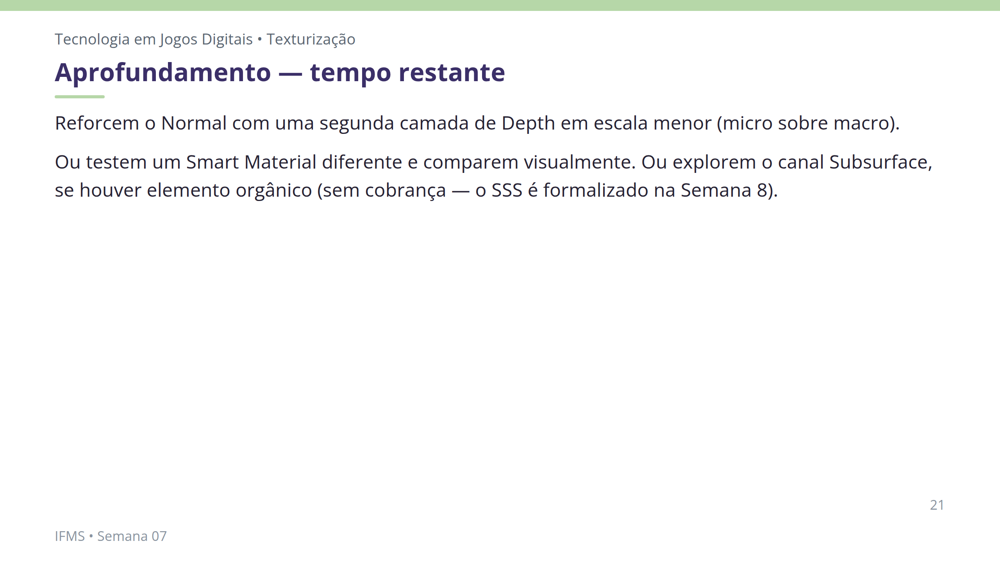 Tecnologia em Jogos Digitais • Texturização
Aprofundamento — tempo restante
Reforcem o Normal com uma segunda camada de Depth em escala menor (micro sobre macro).
Ou testem um Smart Material diferente e comparem visualmente. Ou explorem o canal Subsurface,
se houver elemento orgânico (sem cobrança — o SSS é formalizado na Semana 8).
21
IFMS • Semana 07